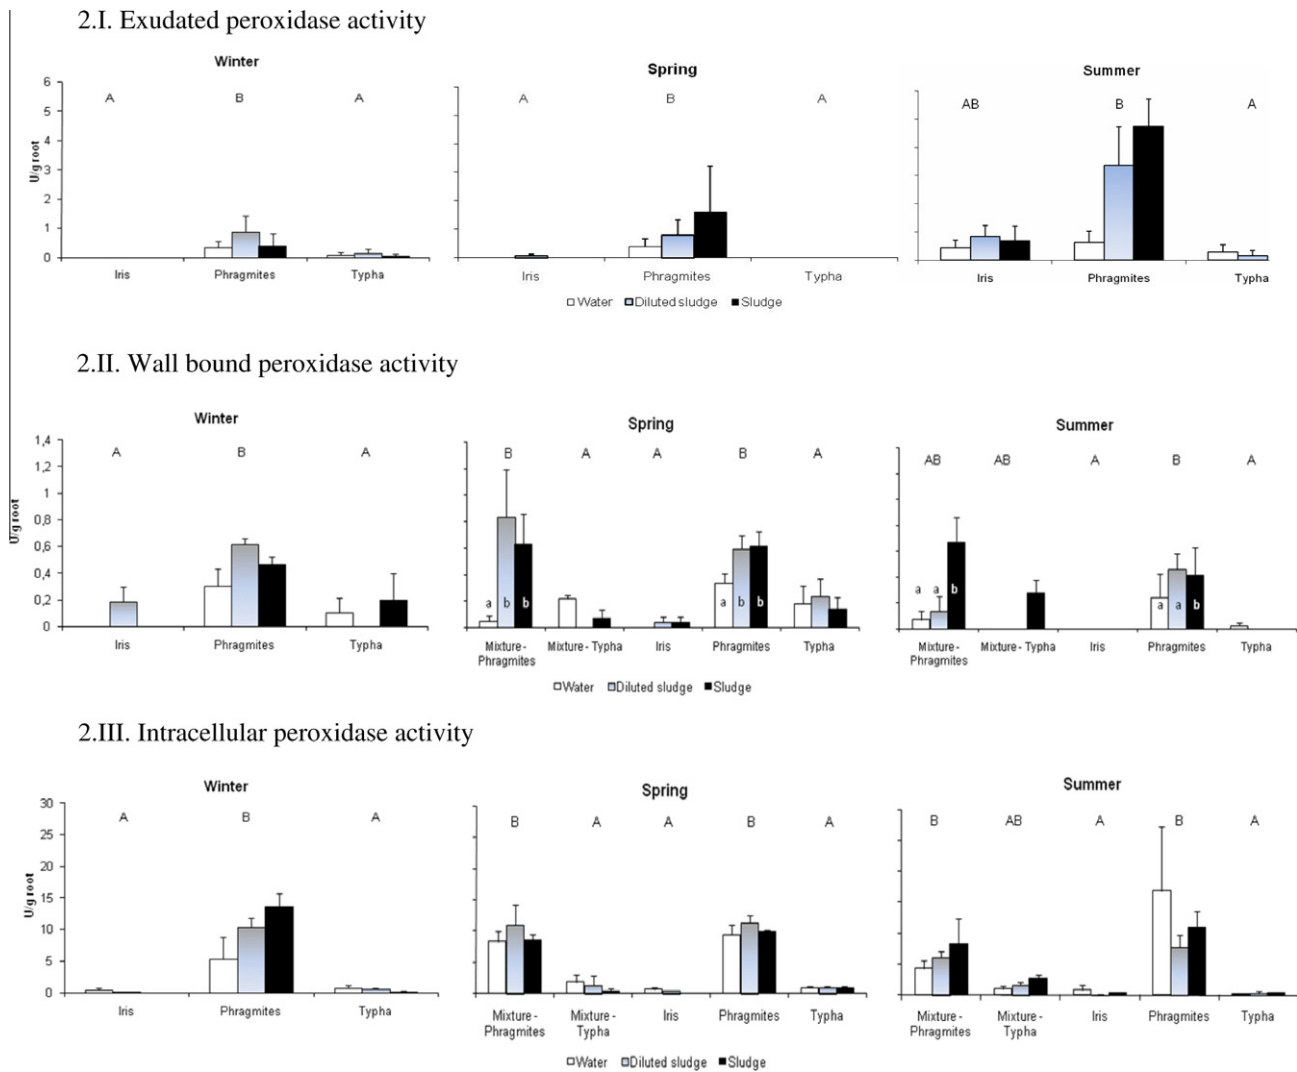 2.I. Exudated peroxidase activity
Winter
Spring
Summer
U/g root
6
5
4
3
2
1
0
A B A
A B A
AB B A
Iris Phragmites Typha
Iris Phragmites Typha
Iris Phragmites Typha
Water Diluted sludge Sludge
2.II. Wall bound peroxidase activity
Winter
Spring
Summer
U/g root
1,4
1,2
1
0,8
0,6
0,4
0,2
0
A B A
B A A B A
AB AB A B A
a b b a b b
a a b a a b
Iris Phragmites Typha
Mixture - Phragmites Mixture - Typha Iris Phragmites Typha
Mixture - Phragmites Mixture - Typha Iris Phragmites Typha
Water Diluted sludge Sludge
2.III. Intracellular peroxidase activity
Winter
Spring
Summer
U/g root
30
25
20
15
10
5
0
A B A
B A A B A
B AB A B A
Iris Phragmites Typha
Mixture - Phragmites Mixture - Typha Iris Phragmites Typha
Mixture - Phragmites Mixture - Typha Iris Phragmites Typha
Water Diluted sludge Sludge